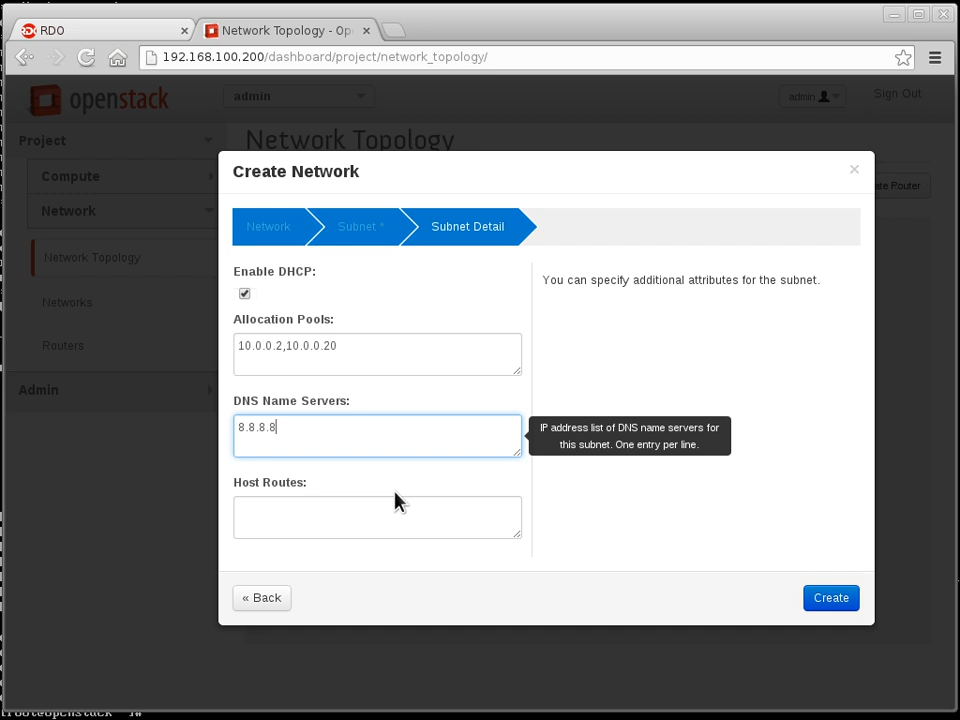 RDO
Network Topology - Op
192.168.100.200/dashboard/project/network_topology/
openstack
admin
admin
Sign Out
Project
Network Topology
Compute
Network
Network Topology
Networks
Routers
Admin
ate Router
Create Network
×
Network
Subnet *
Subnet Detail
Enable DHCP:
You can specify additional attributes for the subnet.
Allocation Pools:
10.0.0.2,10.0.0.20
DNS Name Servers:
8.8.8.8
IP address list of DNS name servers for
this subnet. One entry per line.
Host Routes:
« Back
Create